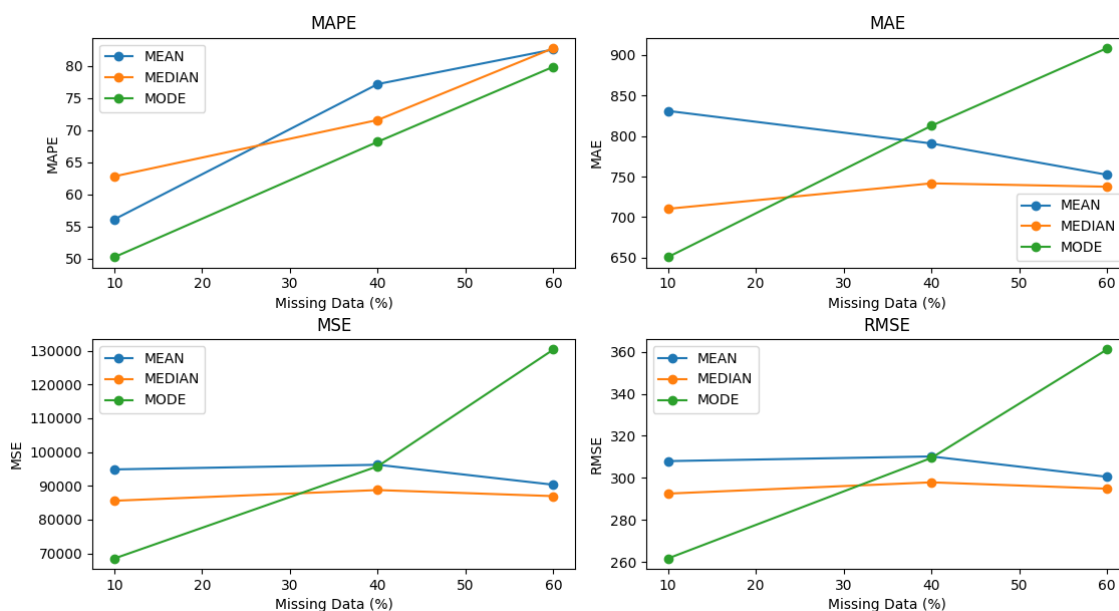 MAPE
MEAN
MEDIAN
MODE
MAPE
80
75
70
65
60
55
50
10 20 30 40 50 60
Missing Data (%)
MAE
MAE
900
850
800
750
700
650
MEAN
MEDIAN
MODE
10 20 30 40 50 60
Missing Data (%)
MSE
MEAN
MEDIAN
MODE
MSE
130000
120000
110000
100000
90000
80000
70000
10 20 30 40 50 60
Missing Data (%)
RMSE
MEAN
MEDIAN
MODE
RMSE
360
340
320
300
280
260
10 20 30 40 50 60
Missing Data (%)